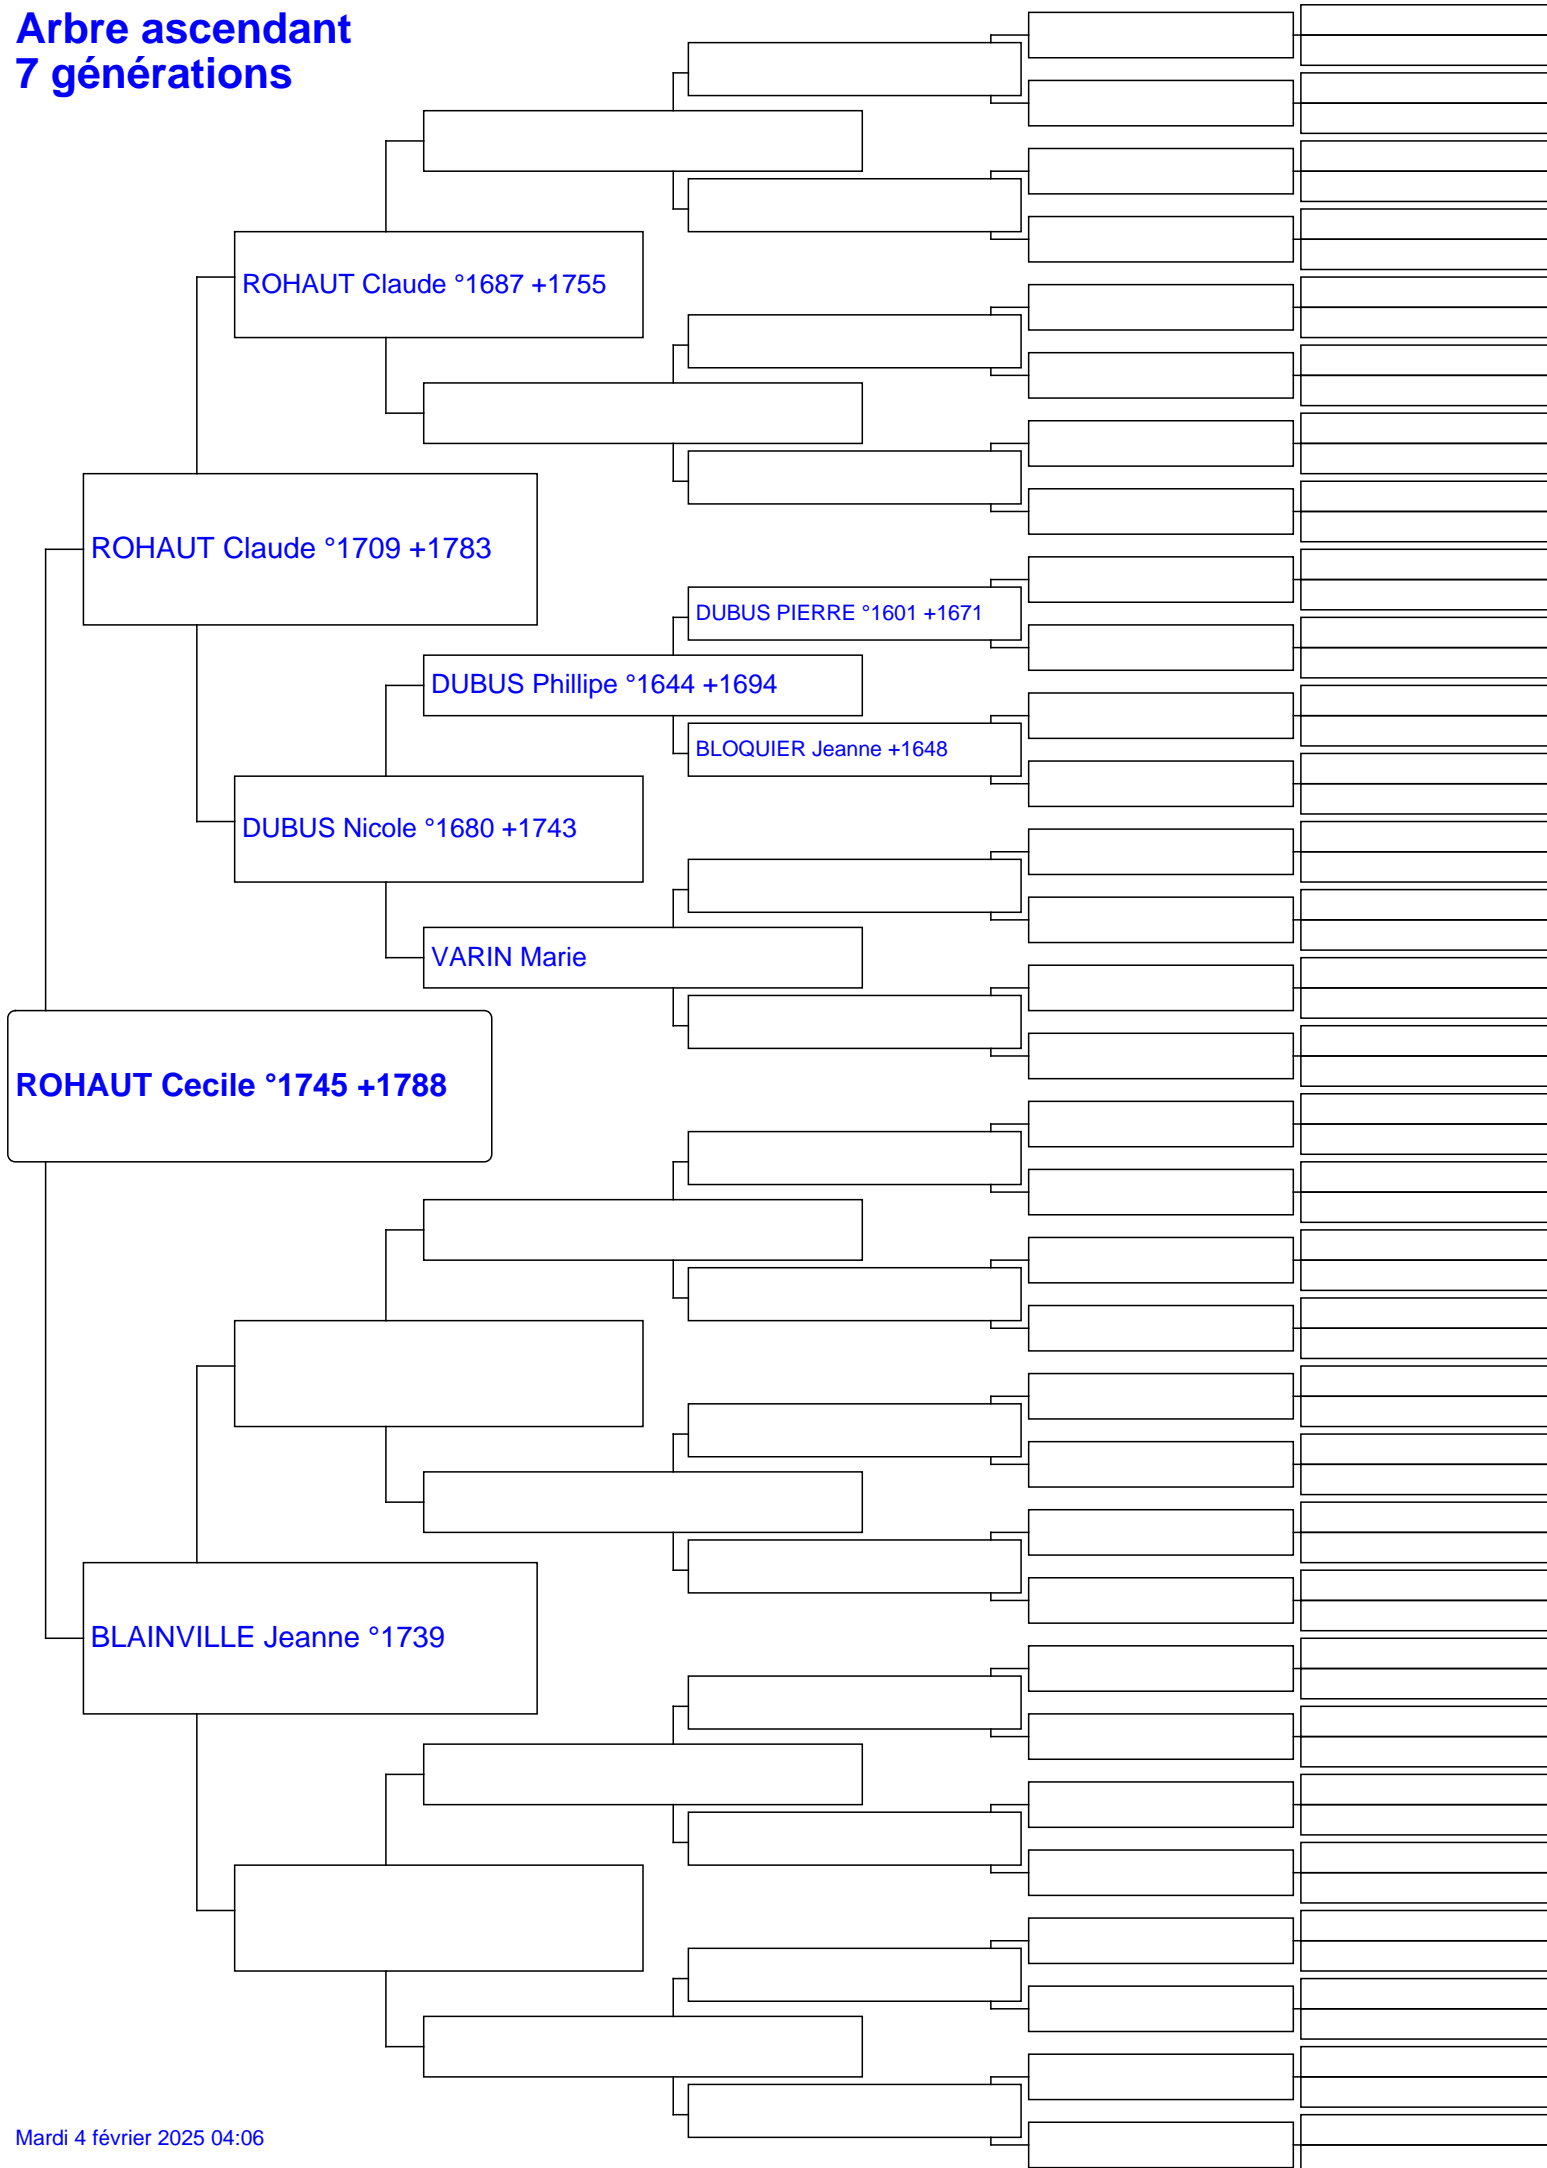 Arbre ascendant
7 générations
ROHAUT Claude °1687 +1755
ROHAUT Claude °1709 +1783
DUBUS PIERRE °1601 +1671
DUBUS Phillipe °1644 +1694
BLOQUIER Jeanne +1648
DUBUS Nicole °1680 +1743
VARIN Marie
ROHAUT Cecile °1745 +1788
BLAINVILLE Jeanne °1739
Mardi 4 février 2025 04:06